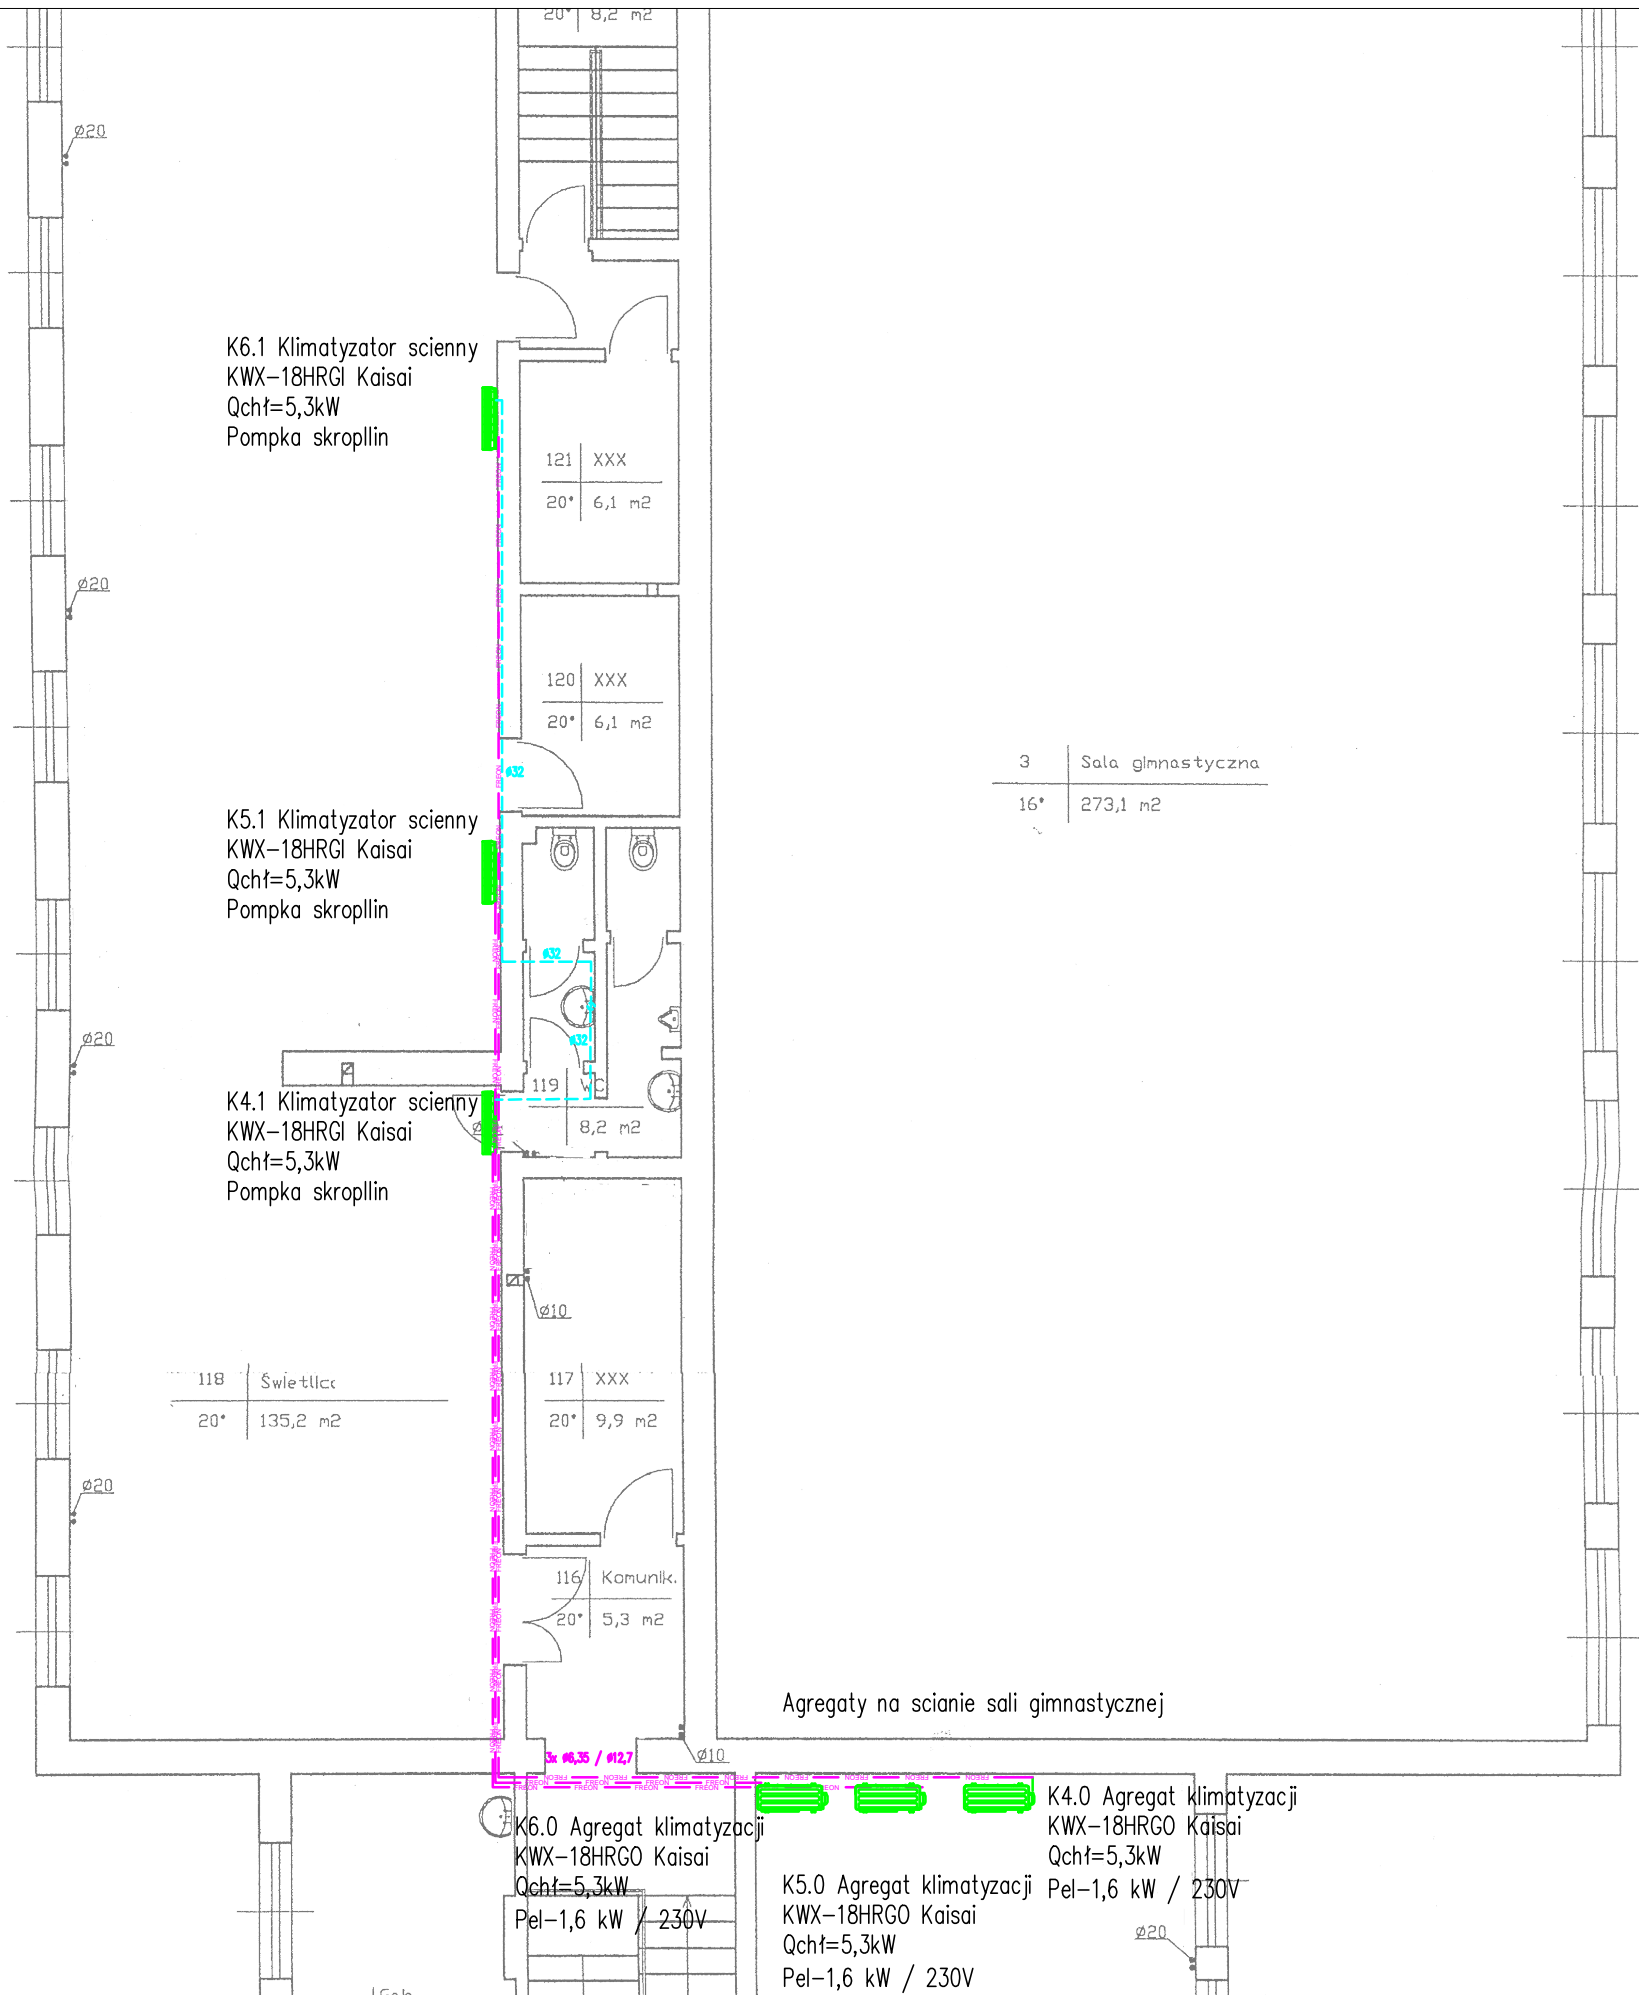 20° 8,2 m2
ø20
K6.1 Klimatyzator scienny
KWX-18HRGI Kaisai
Qchł=5,3kW
Pompka skropllin
121 XXX
20° 6,1 m2
ø20
120 XXX
20° 6,1 m2
ø32
3 Sala gimnastyczna
16° 273,1 m2
K5.1 Klimatyzator scienny
KWX-18HRGI Kaisai
Qchł=5,3kW
Pompka skropllin
ø32
ø20
ø32
119 WC
8,2 m2
K4.1 Klimatyzator scienny
KWX-18HRGI Kaisai
Qchł=5,3kW
Pompka skropllin
ø10
118 Świetlica
20° 135,2 m2
117 XXX
20° 9,9 m2
ø20
116 Komunik.
20° 5,3 m2
Agregaty na scianie sali gimnastycznej
3x ø6,35 / ø12,7
ø10
FREON FREON FREON FREON
K4.0 Agregat klimatyzacji
KWX-18HRGO Kaisai
Qchł=5,3kW
Pel-1,6 kW / 230V
K6.0 Agregat klimatyzacji
KWX-18HRGO Kaisai
Qchł=5,3kW
Pel-1,6 kW / 230V
K5.0 Agregat klimatyzacji
KWX-18HRGO Kaisai
Qchł=5,3kW
Pel-1,6 kW / 230V
ø20